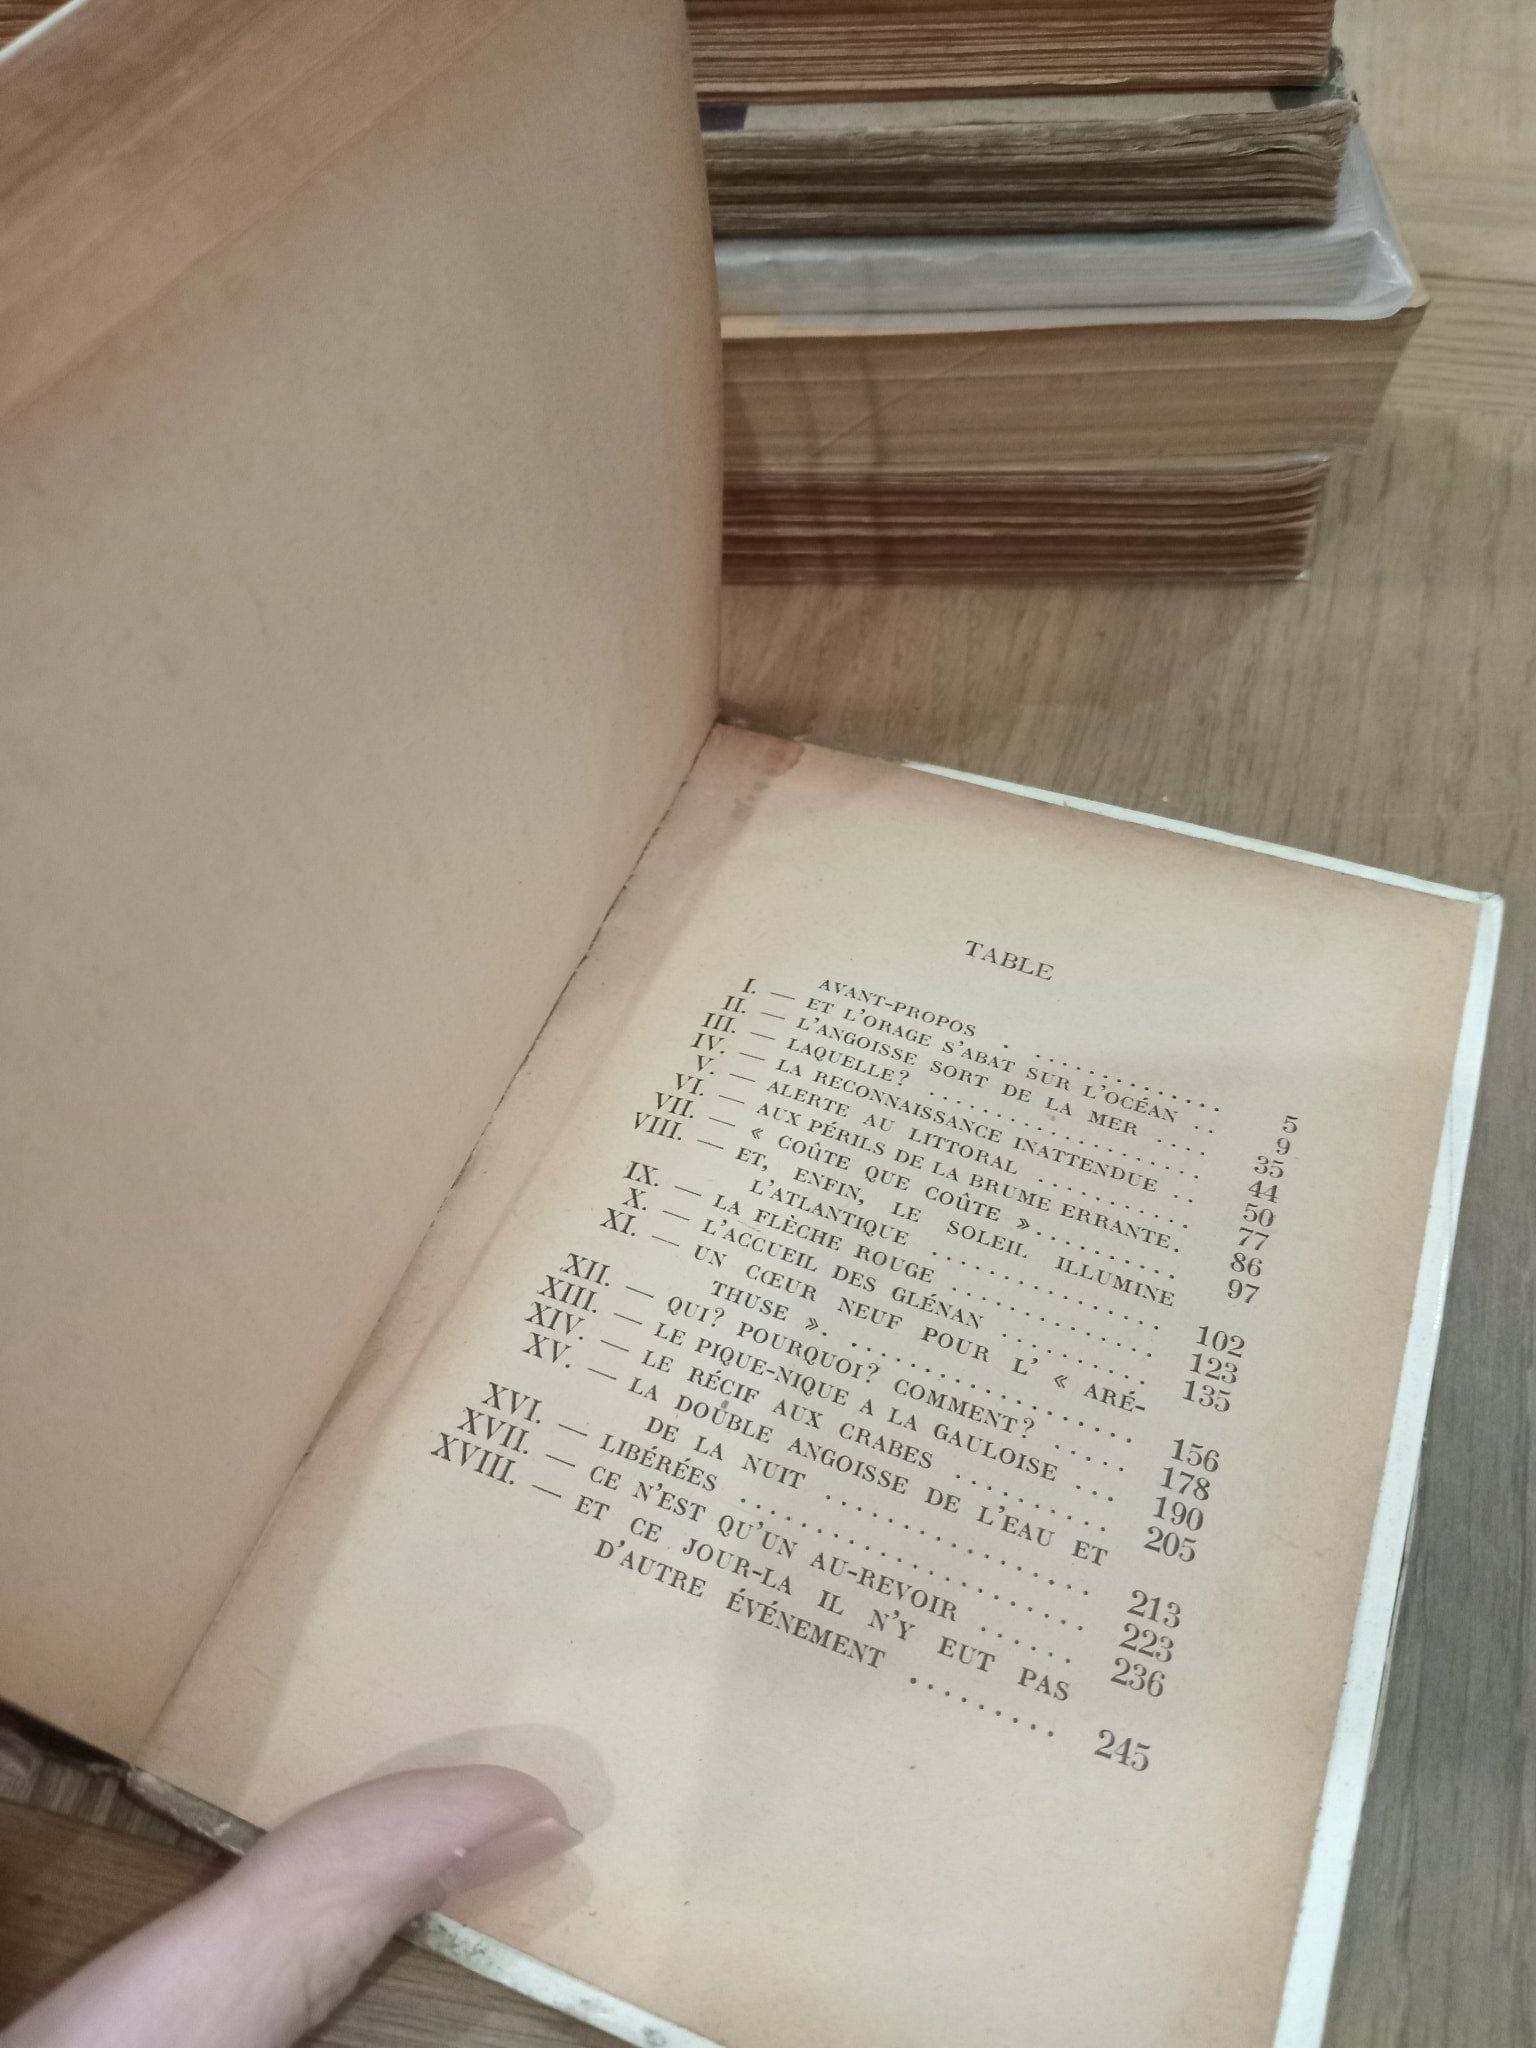 TABLE
AVANT-PROPOS . ............ 5
I. — ET L'ORAGE S'ABAT SUR L'OCÉAN .. 9
II. — L'ANGOISSE SORT DE LA MER .... 35
III. — LAQUELLE? .................. 44
IV. — LA RECONNAISSANCE INATTENDUE .. 50
V. — ALERTE AU LITTORAL ........... 77
VI. — AUX PÉRILS DE LA BRUME ERRANTE. 86
VII. — « COÛTE QUE COÛTE ».......... 97
VIII. — ET, ENFIN, LE SOLEIL ILLUMINE
L'ATLANTIQUE ............... 102
IX. — LA FLÈCHE ROUGE ............. 123
X. — L'ACCUEIL DES GLÉNAN ......... 135
XI. — UN CŒUR NEUF POUR L' « ARÉ-
THUSE ». ................... 156
XII. — QUI? POURQUOI? COMMENT? ..... 178
XIII. — LE PIQUE-NIQUE A LA GAULOISE ... 190
XIV. — LE RÉCIF AUX CRABES .......... 205
XV. — LA DOUBLE ANGOISSE DE L'EAU ET
DE LA NUIT .................. 213
XVI. — LIBÉRÉES .................... 223
XVII. — CE N'EST QU'UN AU-REVOIR ...... 236
XVIII. — ET CE JOUR-LA IL N'Y EUT PAS
D'AUTRE ÉVÉNEMENT ......... 245